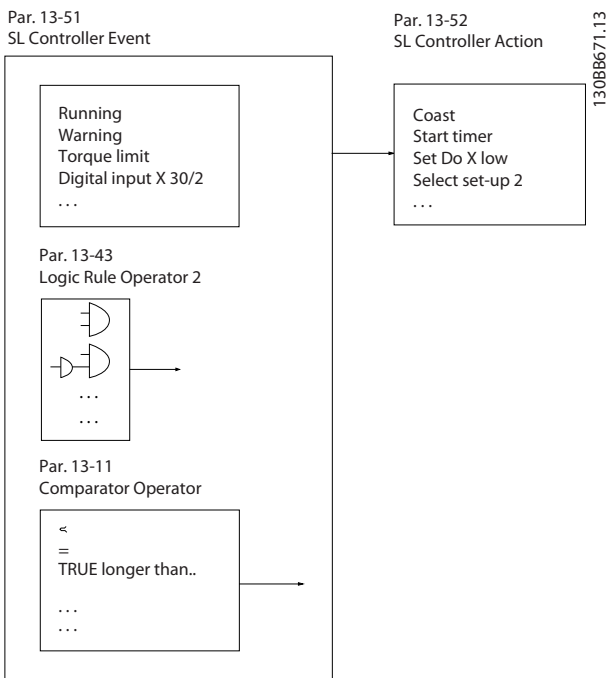 Par. 13-51
SL Controller Event
Running
Warning
Torque limit
Digital input X 30/2
. . .
Par. 13-43
Logic Rule Operator 2
. . .
. . .
Par. 13-11
Comparator Operator
<
=
TRUE longer than..
. . .
. . .
Par. 13-52
SL Controller Action
Coast
Start timer
Set Do X low
Select set-up 2
. . .
130BB671.13